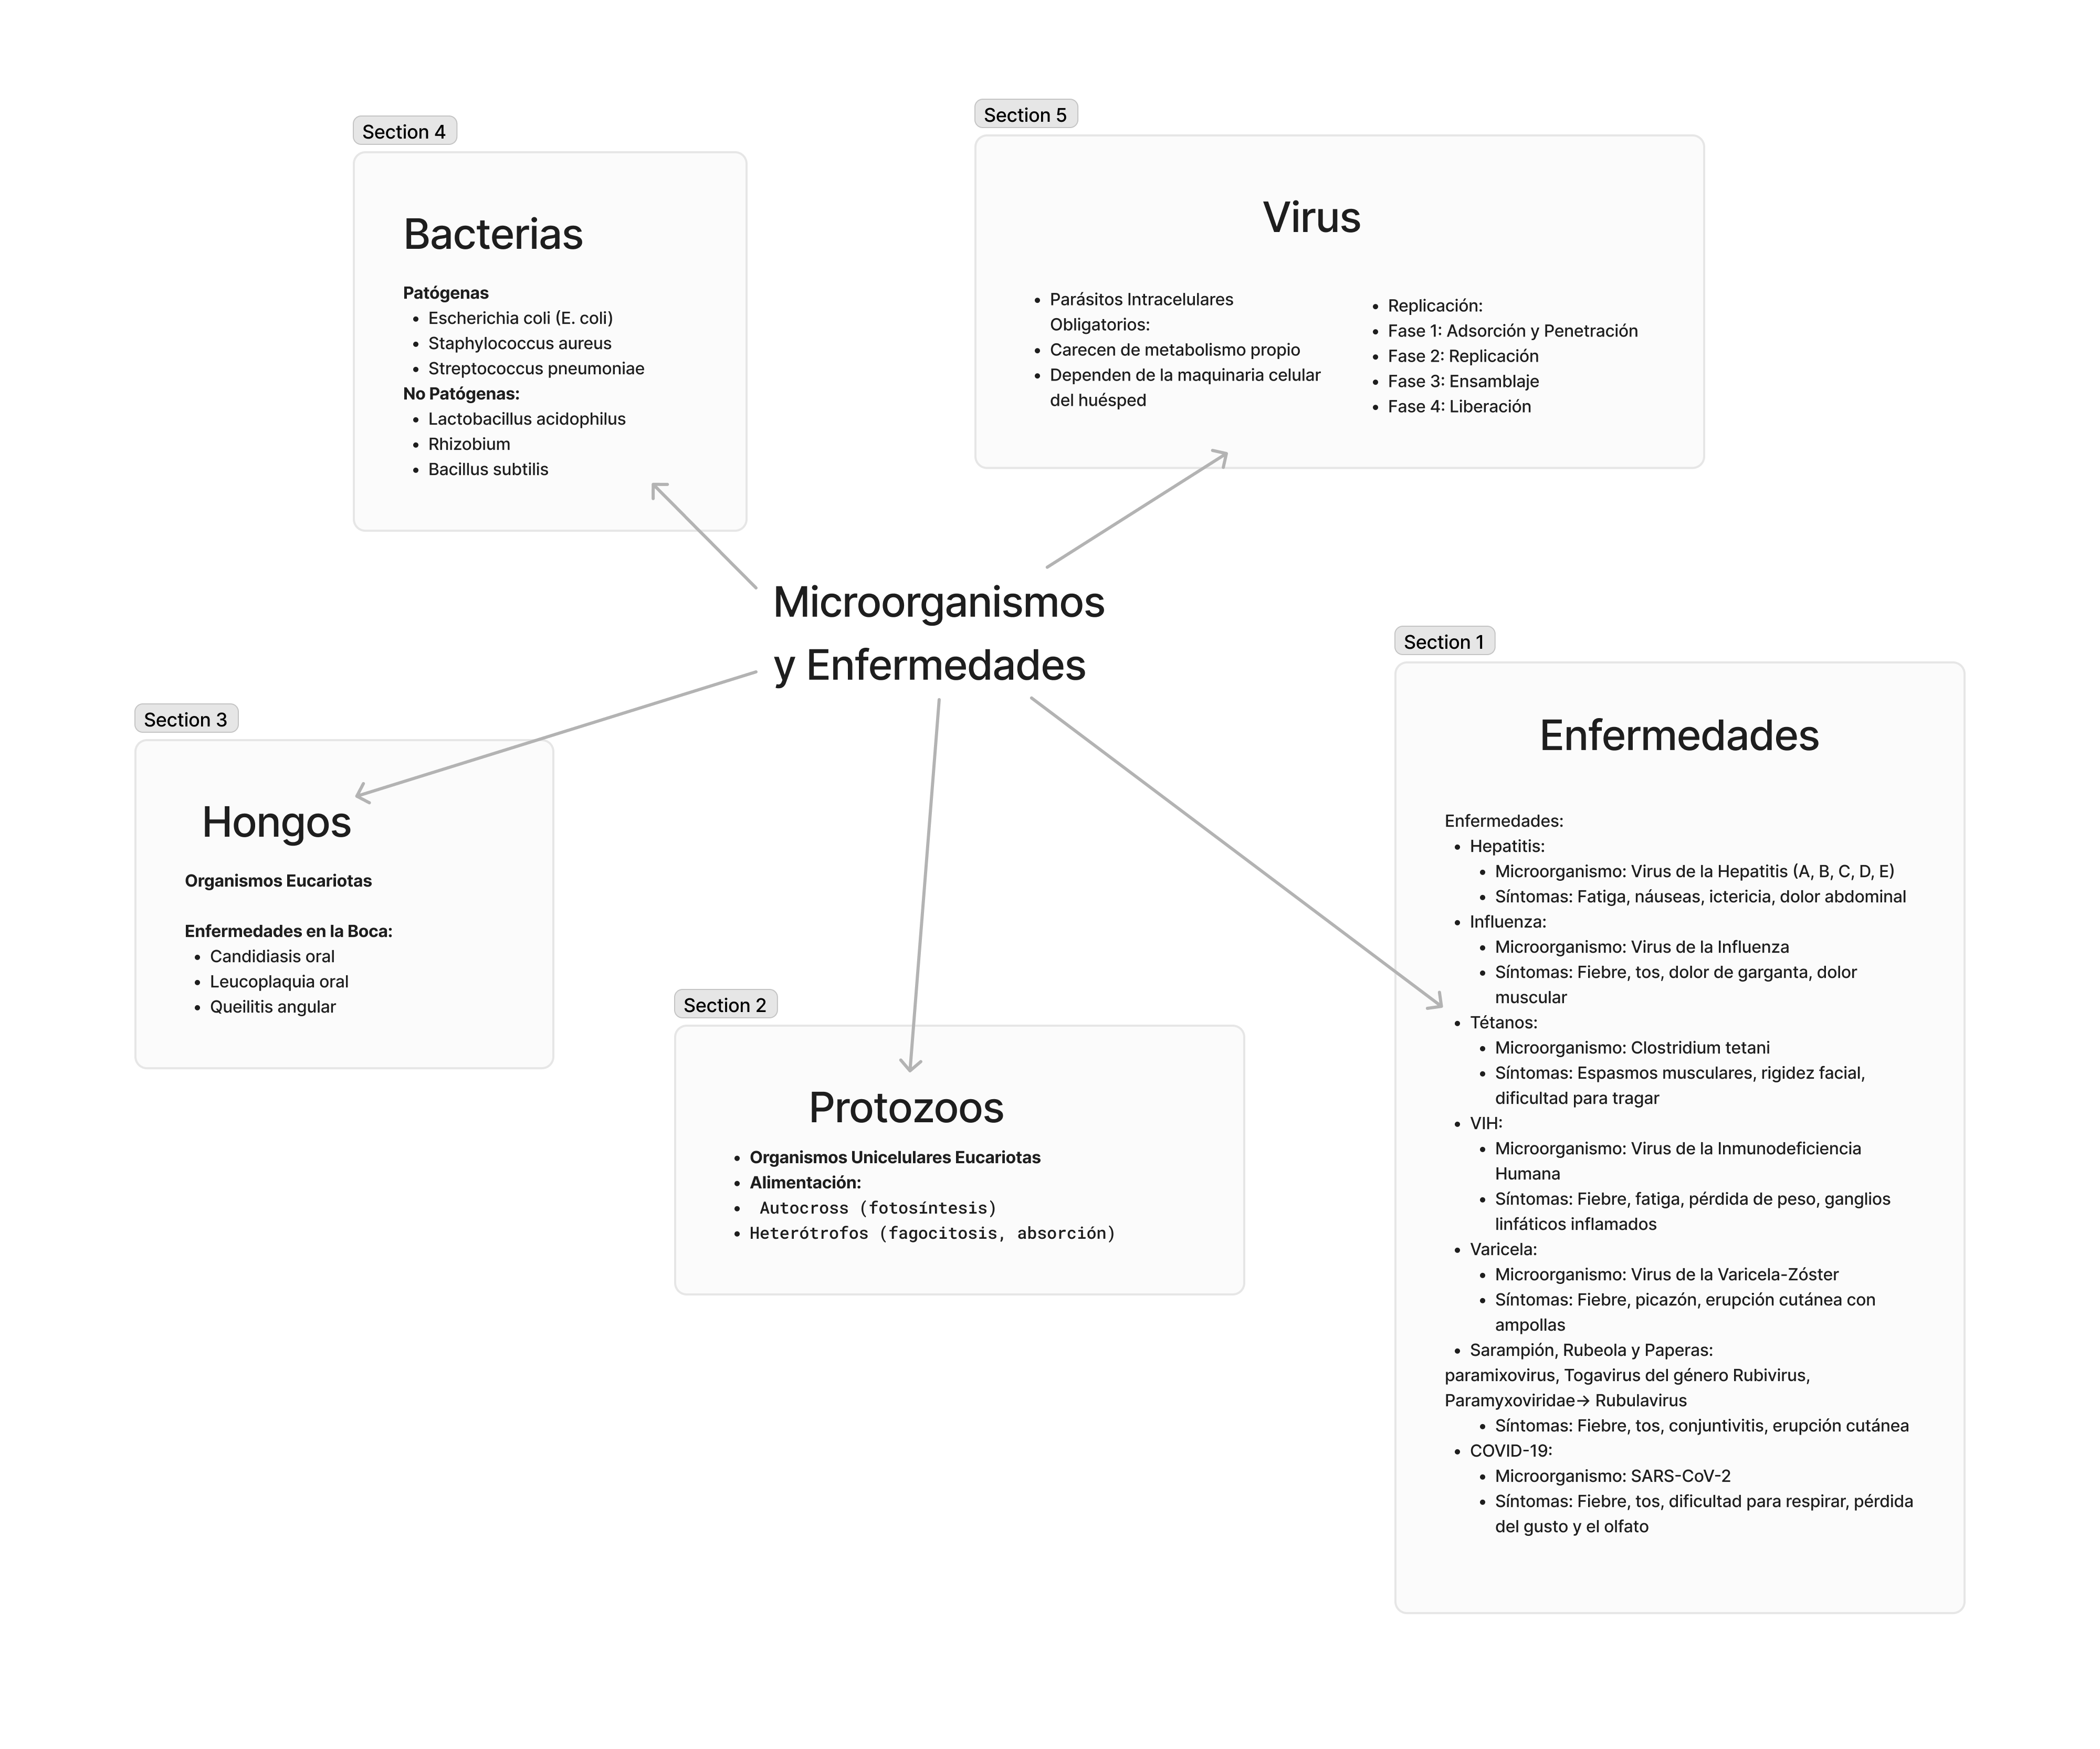 Section 4
Bacterias
Patógenas
• Escherichia coli (E. coli)
• Staphylococcus aureus
• Streptococcus pneumoniae
No Patógenas:
• Lactobacillus acidophilus
• Rhizobium
• Bacillus subtilis
Section 5
Virus
• Parásitos Intracelulares
Obligatorios:
• Carecen de metabolismo propio
• Dependen de la maquinaria celular
del huésped
• Replicación:
• Fase 1: Adsorción y Penetración
• Fase 2: Replicación
• Fase 3: Ensamblaje
• Fase 4: Liberación
Microorganismos
y Enfermedades
Section 3
Hongos
Organismos Eucariotas
Enfermedades en la Boca:
• Candidiasis oral
• Leucoplaquia oral
• Queilitis angular
Section 2
Protozoos
• Organismos Unicelulares Eucariotas
• Alimentación:
• Autocross (fotosíntesis)
• Heterótrofos (fagocitosis, absorción)
Section 1
Enfermedades
Enfermedades:
• Hepatitis:
• Microorganismo: Virus de la Hepatitis (A, B, C, D, E)
• Síntomas: Fatiga, náuseas, ictericia, dolor abdominal
• Influenza:
• Microorganismo: Virus de la Influenza
• Síntomas: Fiebre, tos, dolor de garganta, dolor
muscular
• Tétanos:
• Microorganismo: Clostridium tetani
• Síntomas: Espasmos musculares, rigidez facial,
dificultad para tragar
• VIH:
• Microorganismo: Virus de la Inmunodeficiencia
Humana
• Síntomas: Fiebre, fatiga, pérdida de peso, ganglios
linfáticos inflamados
• Varicela:
• Microorganismo: Virus de la Varicela-Zóster
• Síntomas: Fiebre, picazón, erupción cutánea con
ampollas
• Sarampión, Rubeola y Paperas:
paramixovirus, Togavirus del género Rubivirus,
Paramyxoviridae→ Rubulavirus
• Síntomas: Fiebre, tos, conjuntivitis, erupción cutánea
• COVID-19:
• Microorganismo: SARS-CoV-2
• Síntomas: Fiebre, tos, dificultad para respirar, pérdida
del gusto y el olfato